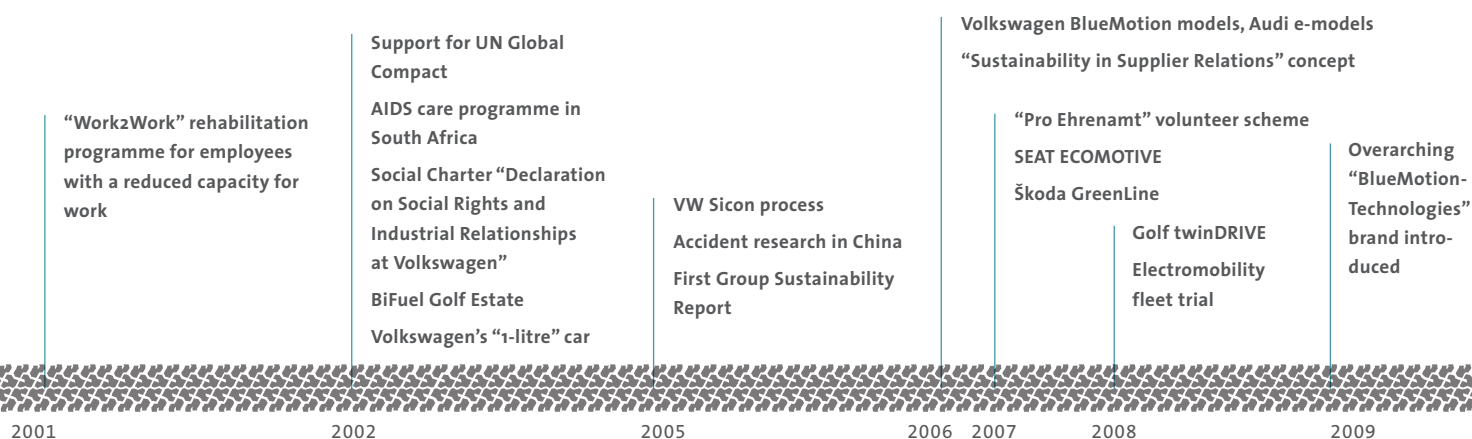 “Work2Work” rehabilitation
programme for employees
with a reduced capacity for
work
Support for UN Global
Compact
AIDS care programme in
South Africa
Social Charter “Declaration
on Social Rights and
Industrial Relationships
at Volkswagen”
BiFuel Golf Estate
Volkswagen’s “1-litre” car
VW Sicon process
Accident research in China
First Group Sustainability
Report
Volkswagen BlueMotion models, Audi e-models
“Sustainability in Supplier Relations” concept
“Pro Ehrenamt” volunteer scheme
SEAT ECOMOTIVE
Škoda GreenLine
Golf twinDRIVE
Electromobility
fleet trial
Overarching
“BlueMotion-
Technologies”
brand intro-
duced
2001
2002
2005
2006
2007
2008
2009